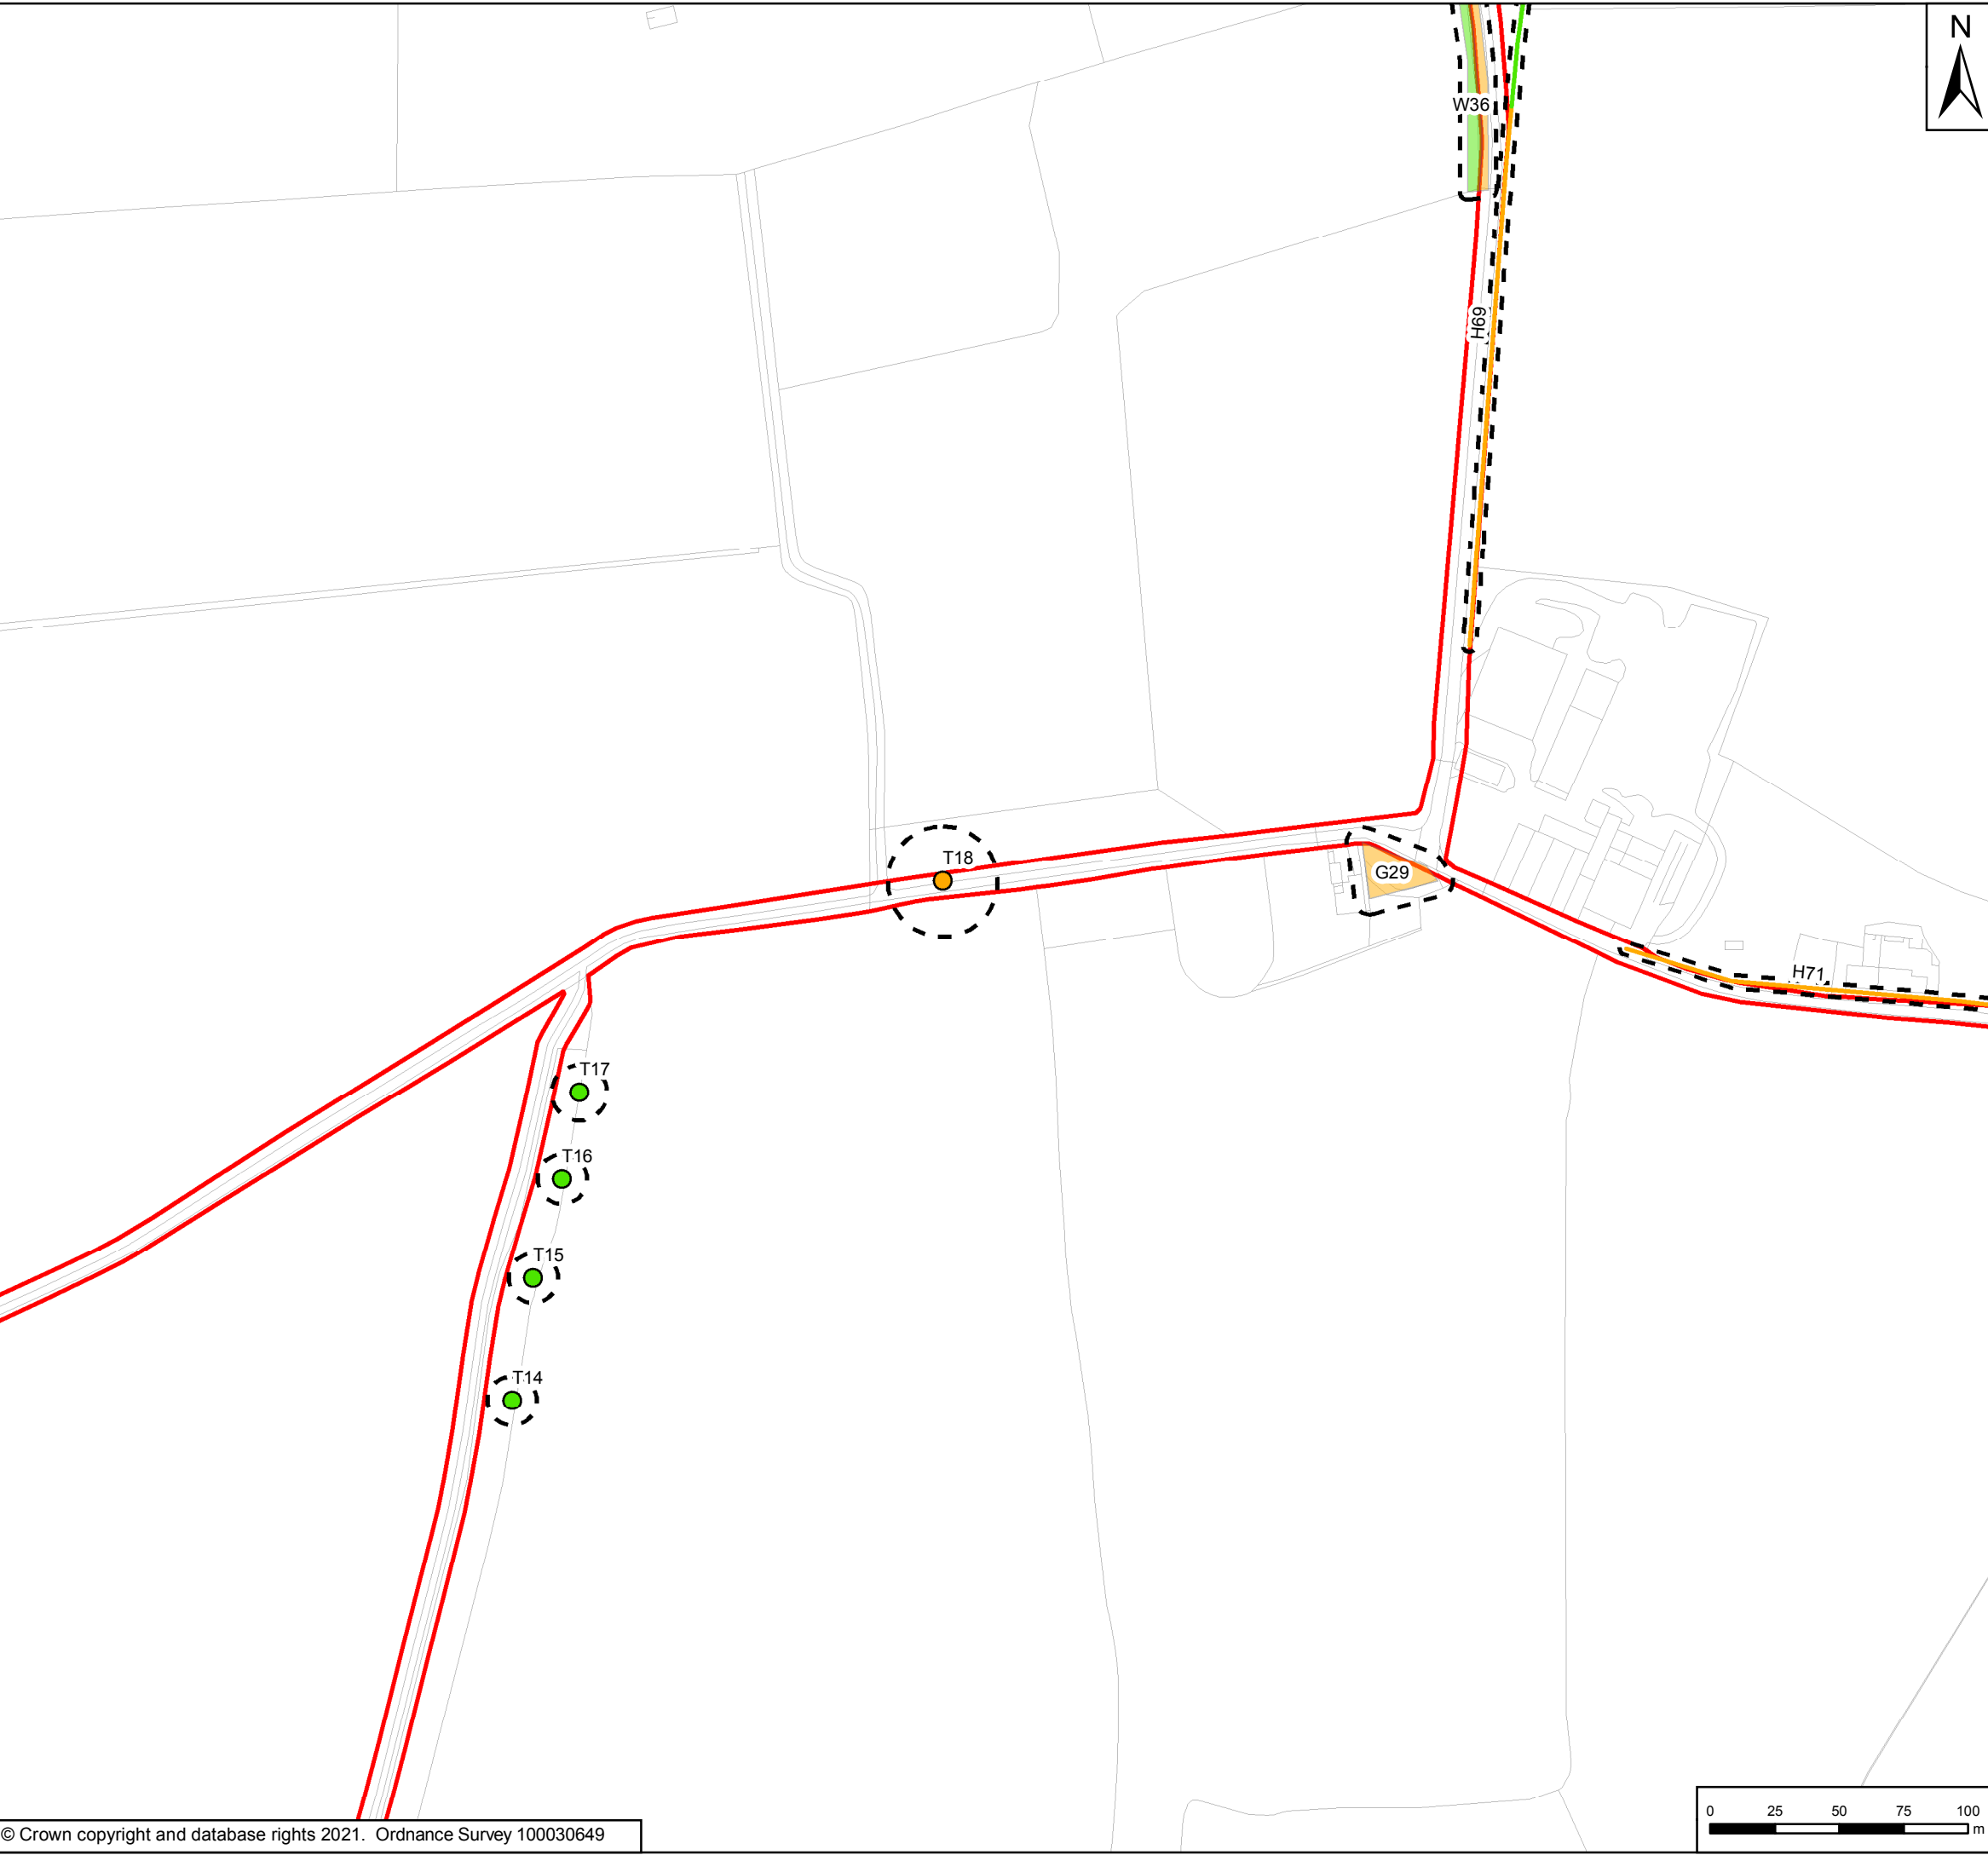 N
W36
H69
T18
G29
H71
T17
T16
T15
T14
0 25 50 75 100
m
© Crown copyright and database rights 2021. Ordnance Survey 100030649